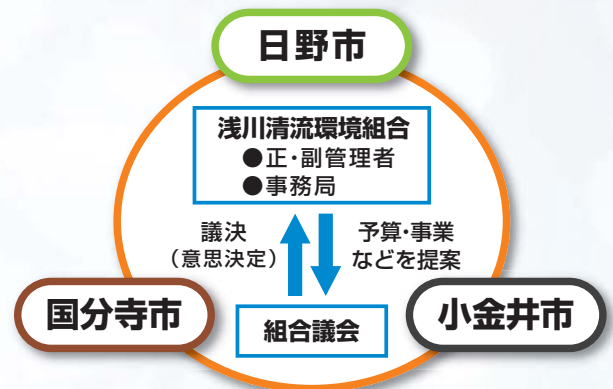 日野市
浅川清流環境組合
●正・副管理者
●事務局
議決
（意思決定）
予算・事業
などを提案
国分寺市
組合議会
小金井市